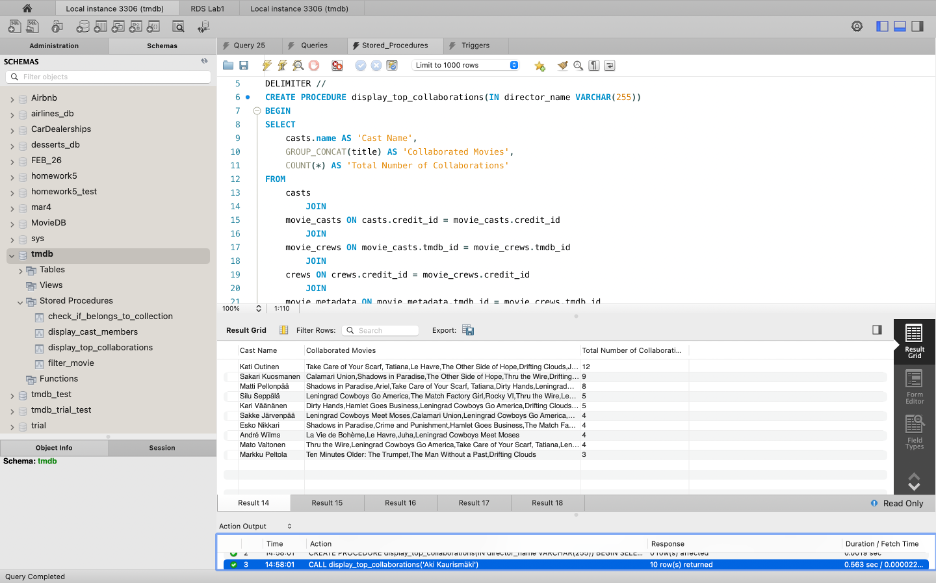 Local instance 3306 (tmdb)
RDS Lab1
Local instance 3306 (tmdb)
Administration
Schemas
SCHEMAS
Filter objects
Airbnb
airlines_db
CarDealerships
desserts_db
FEB_26
homework5
homework5_test
mar4
MovieDB
sys
tmdb
Tables
Views
Stored Procedures
check_if_belongs_to_collection
display_cast_members
display_top_collaborations
filter_movie
Functions
tmdb_test
tmdb_trial_test
trial
Object Info
Session
Schema: tmdb
Query 25
Queries
Stored_Procedures
Triggers
Limit to 1000 rows
5 DELIMITER //
6 CREATE PROCEDURE display_top_collaborations(IN director_name VARCHAR(255))
7 BEGIN
8 SELECT
9 casts.name AS 'Cast Name',
10 GROUP_CONCAT(title) AS 'Collaborated Movies',
11 COUNT(*) AS 'Total Number of Collaborations'
12 FROM
13 casts
14 JOIN
15 movie_casts ON casts.credit_id = movie_casts.credit_id
16 JOIN
17 movie_crews ON movie_casts.tmdb_id = movie_crews.tmdb_id
18 JOIN
19 crews ON crews.credit_id = movie_crews.credit_id
20 JOIN
21 movie_metadata ON movie_metadata.tmdb_id = movie_crews.tmdb_id
100% 1:110
Result Grid Filter Rows: Search Export:
Cast Name Collaborated Movies Total Number of Collaborati...
Kati Outinen Take Care of Your Scarf, Tatiana,Le Havre,The Other Side of Hope,Drifting Clouds,J... 12
Sakari Kuosmanen Calamari Union,Shadows in Paradise,The Other Side of Hope,Thru the Wire,Drifting... 9
Matti Pellonpää Shadows in Paradise,Ariel,Take Care of Your Scarf, Tatiana,Dirty Hands,Leningrad... 8
Silu Seppälä Leningrad Cowboys Go America,The Match Factory Girl,Rocky VI,Thru the Wire,Le... 5
Kari Väänänen Dirty Hands,Hamlet Goes Business,Leningrad Cowboys Go America,Drifting Clouds... 5
Sakke Järvenpää Leningrad Cowboys Meet Moses,Calamari Union,Leningrad Cowboys Go America,... 4
Esko Nikkari Shadows in Paradise,Crime and Punishment,Hamlet Goes Business,The Match Fa... 4
André Wilms La Vie de Bohème,Le Havre,Juha,Leningrad Cowboys Meet Moses 4
Mato Valtonen Thru the Wire,Leningrad Cowboys Go America,Take Care of Your Scarf, Tatiana,Len... 4
Markku Peltola Ten Minutes Older: The Trumpet,The Man Without a Past,Drifting Clouds 3
Result Grid
Form Editor
Field Types
Result 14
Result 15
Result 16
Result 17
Result 18
Read Only
Action Output
Time Action Response Duration / Fetch Time
2 14:58:01 CREATE PROCEDURE display_top_collaborations(IN director_name VARCHAR(255)) BEGIN SELE... 0 row(s) affected 0.0019 sec
3 14:58:01 CALL display_top_collaborations('Aki Kaurismäki') 10 row(s) returned 0.563 sec / 0.000022...
Query Completed